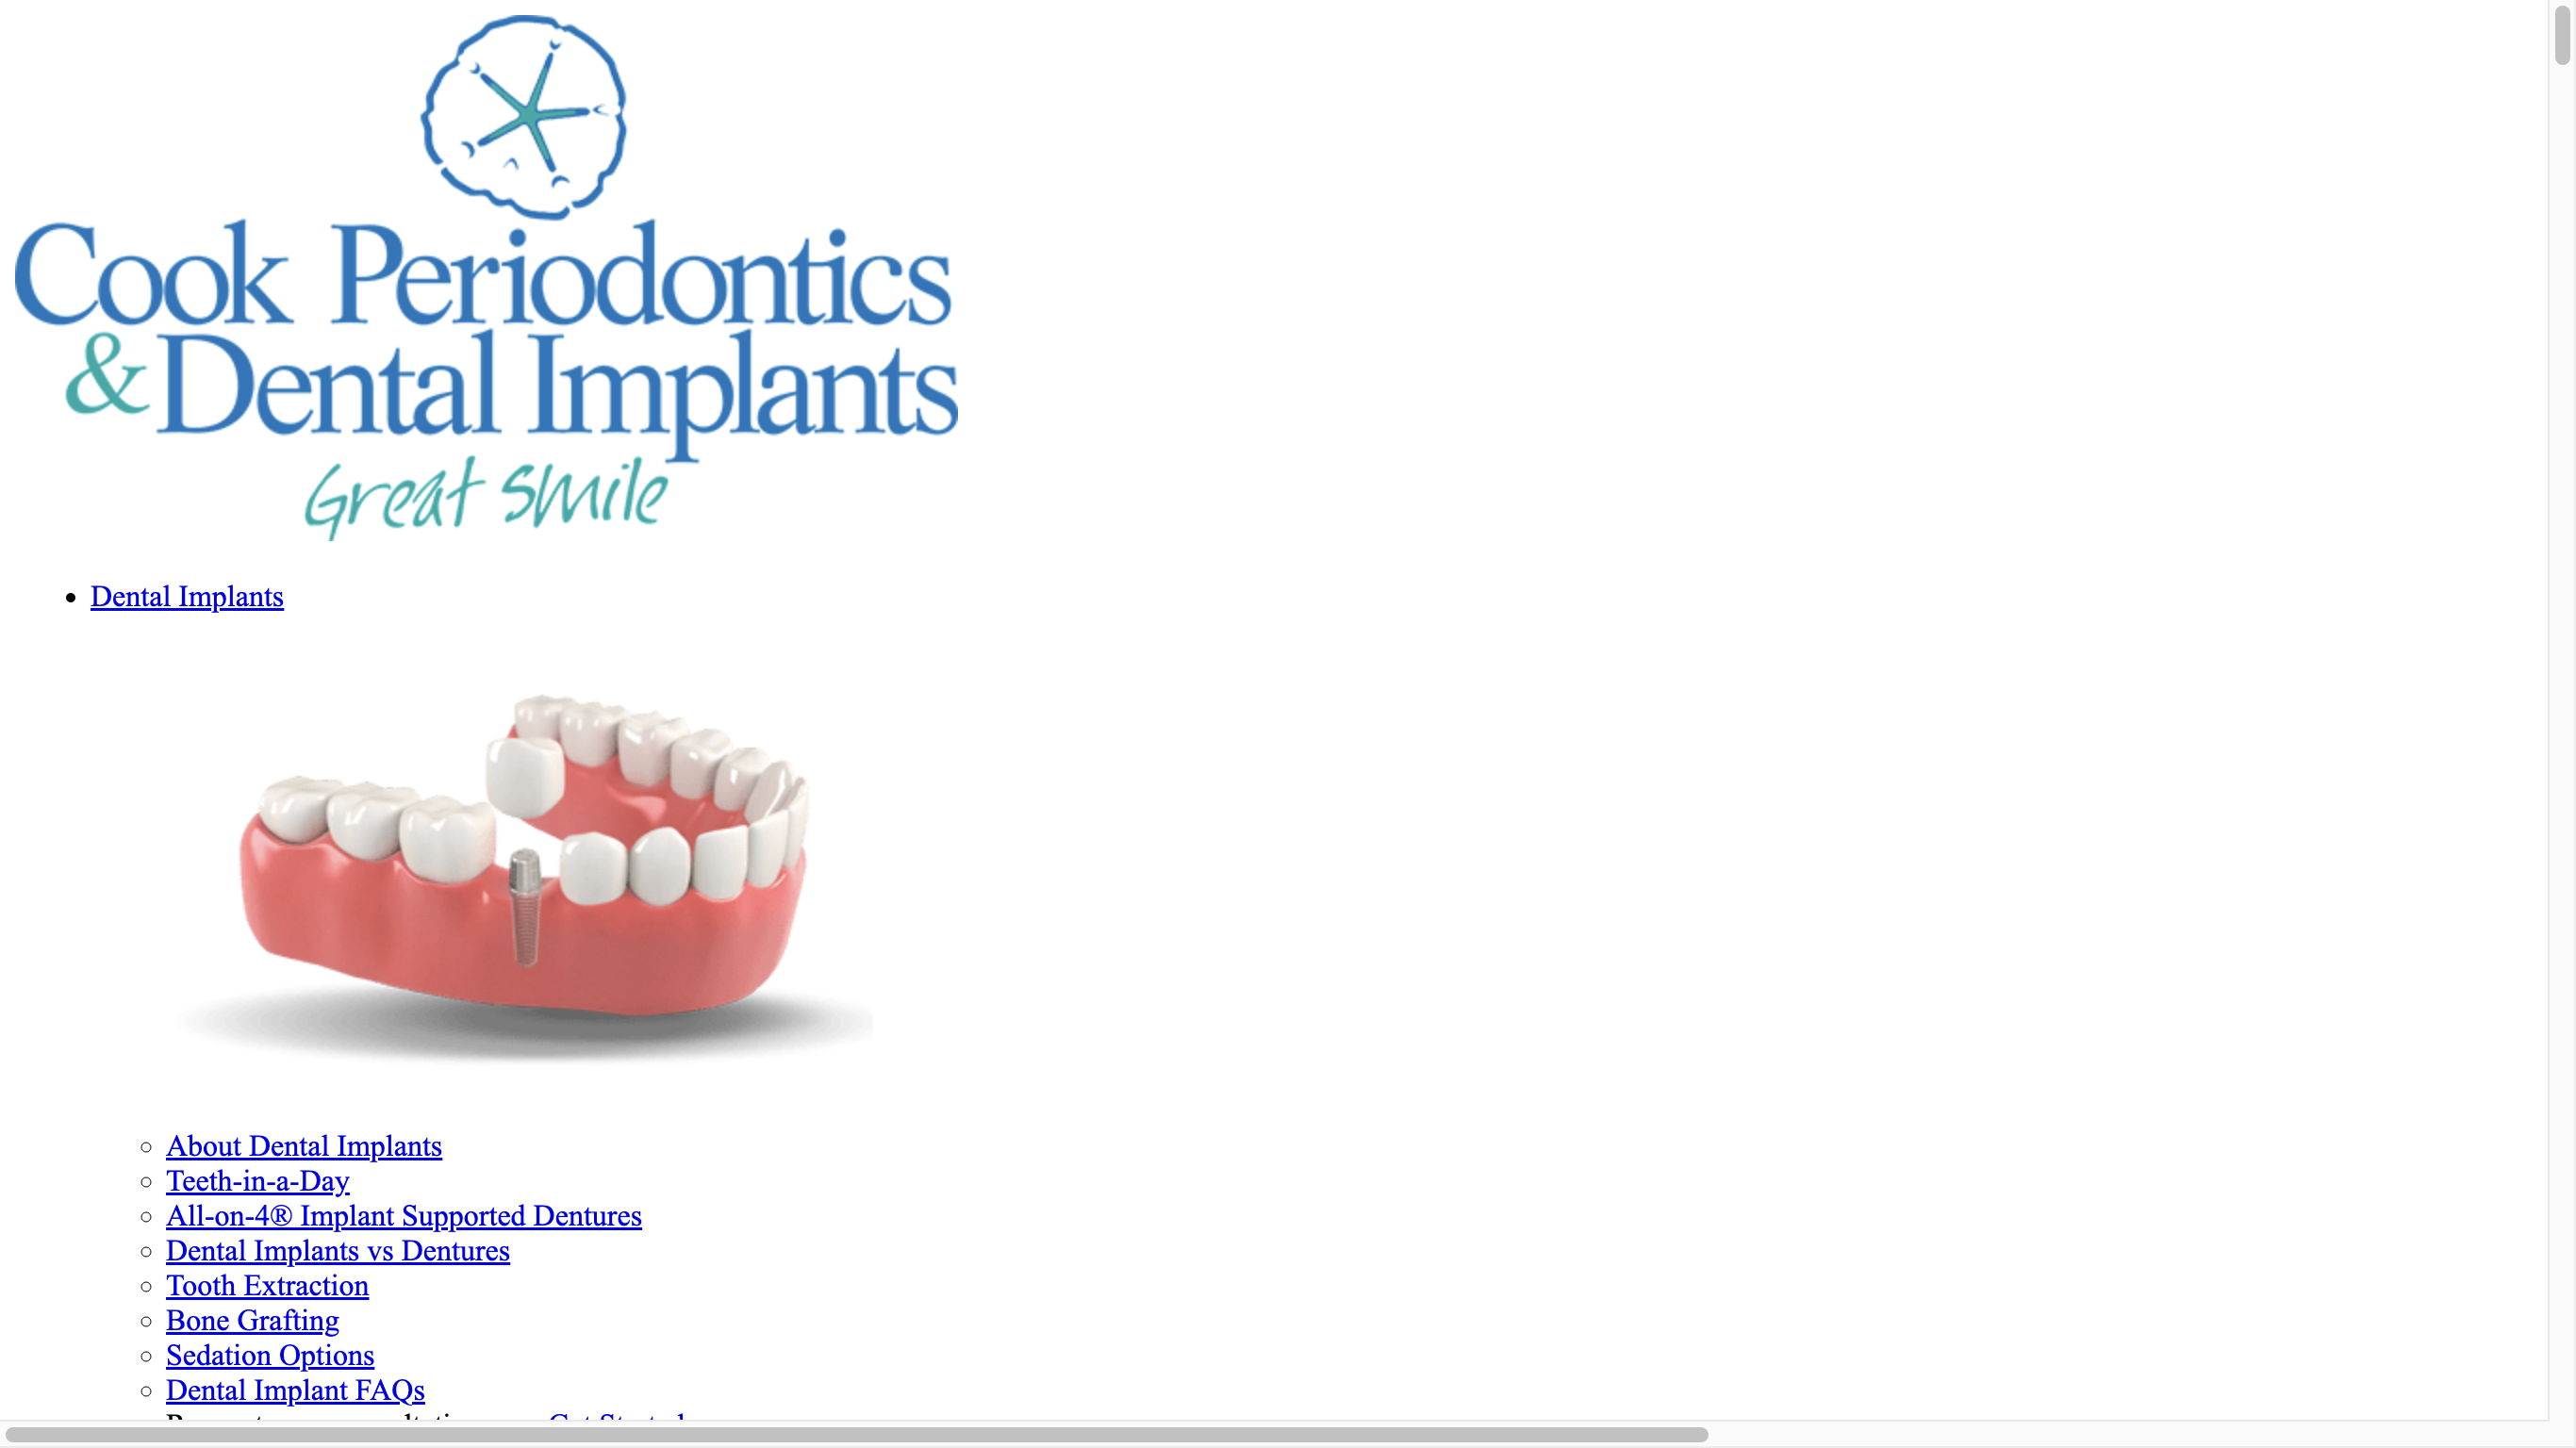 Cook Periodontics
& Dental Implants
Great smile
Dental Implants
About Dental Implants
Teeth-in-a-Day
All-on-4® Implant Supported Dentures
Dental Implants vs Dentures
Tooth Extraction
Bone Grafting
Sedation Options
Dental Implant FAQs